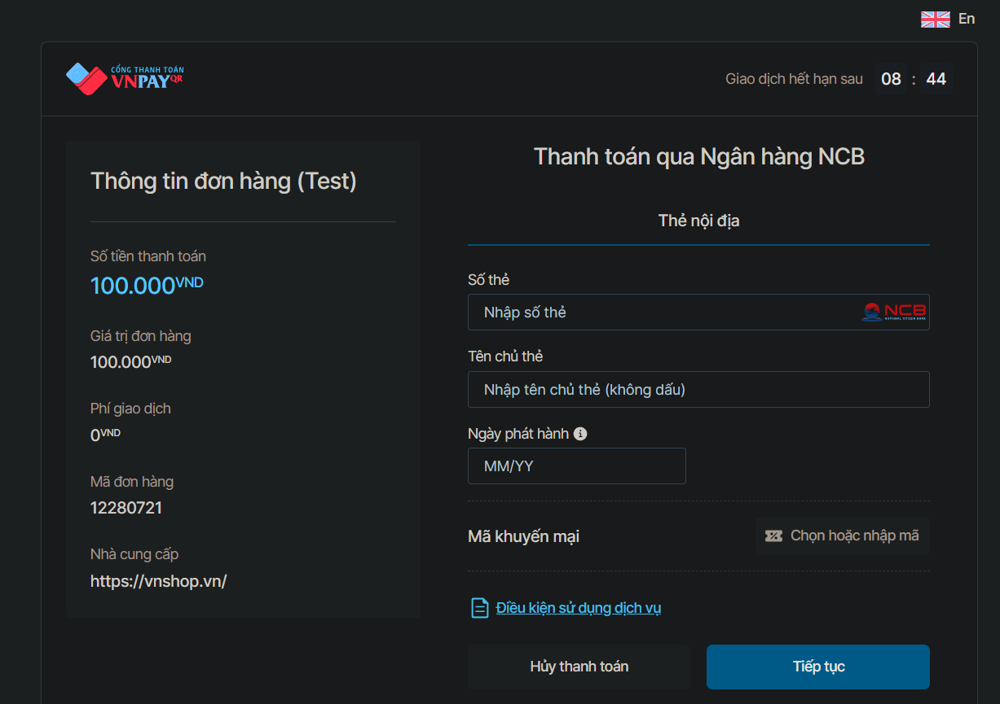 En
CỔNG THANH TOÁN
VNPAYQR
Giao dịch hết hạn sau 08 : 44
Thông tin đơn hàng (Test)
Số tiền thanh toán
100.000VND
Giá trị đơn hàng
100.000VND
Phí giao dịch
0VND
Mã đơn hàng
12280721
Nhà cung cấp
https://vnshop.vn/
Thanh toán qua Ngân hàng NCB
Thẻ nội địa
Số thẻ
Nhập số thẻ
NCB
NATIONAL CITIZEN BANK
Tên chủ thẻ
Nhập tên chủ thẻ (không dấu)
Ngày phát hành
MM/YY
Mã khuyến mại
Chọn hoặc nhập mã
Điều kiện sử dụng dịch vụ
Hủy thanh toán
Tiếp tục